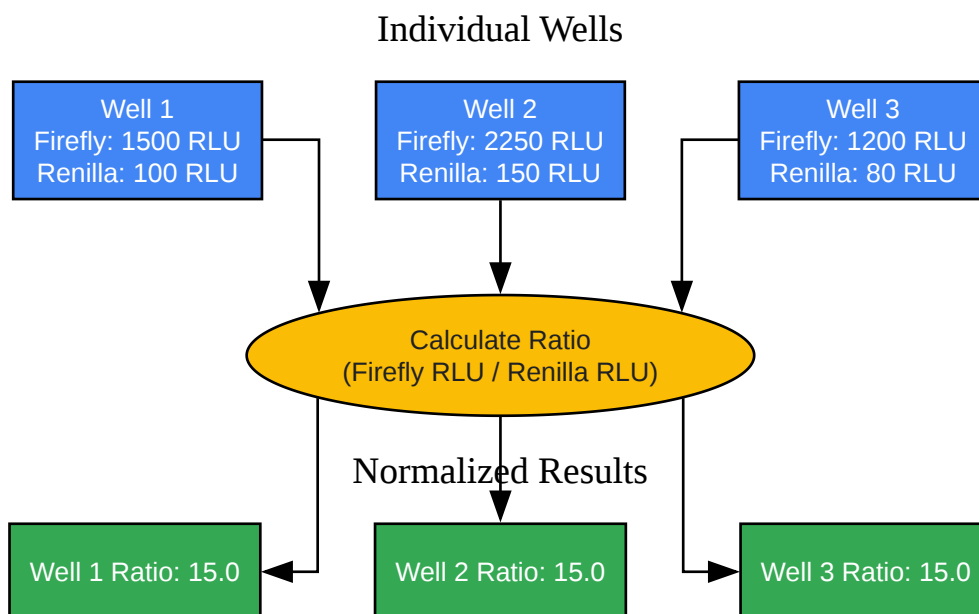 Individual Wells
Well 1
Firefly: 1500 RLU
Renilla: 100 RLU
Well 2
Firefly: 2250 RLU
Renilla: 150 RLU
Well 3
Firefly: 1200 RLU
Renilla: 80 RLU
Calculate Ratio
(Firefly RLU / Renilla RLU)
Normalized Results
Well 1 Ratio: 15.0
Well 2 Ratio: 15.0
Well 3 Ratio: 15.0